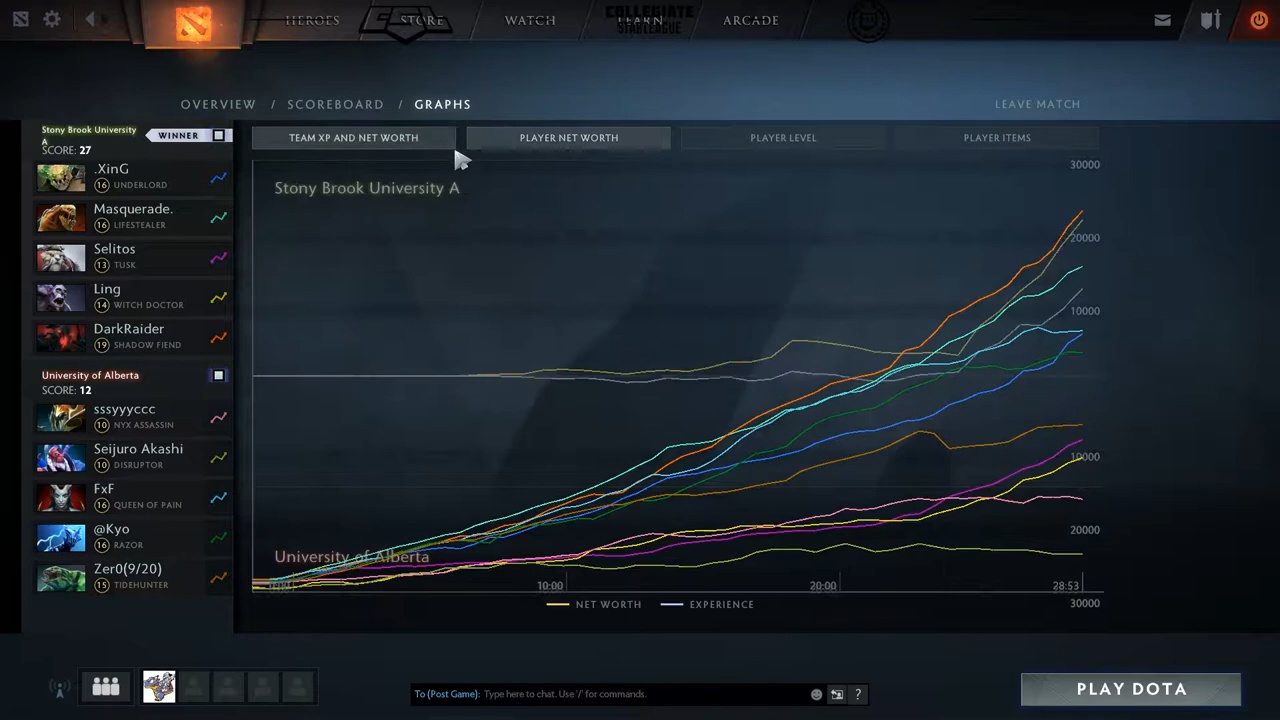 HEROES
STORE
WATCH
LEARN
ARCADE
COLLEGIATE
STARLEAGUE
OVERVIEW / SCOREBOARD / GRAPHS
LEAVE MATCH
TEAM XP AND NET WORTH
PLAYER NET WORTH
PLAYER LEVEL
PLAYER ITEMS
Stony Brook University
A
WINNER
SCORE: 27
.XinG
16 UNDERLORD
Masquerade.
16 LIFESTEALER
Selitos
13 TUSK
Ling
14 WITCH DOCTOR
DarkRaider
19 SHADOW FIEND
University of Alberta
SCORE: 12
sssyyyccc
10 NYX ASSASSIN
Seijuro Akashi
10 DISRUPTOR
FxF
16 QUEEN OF PAIN
@Kyo
16 RAZOR
Zer0(9/20)
15 TIDEHUNTER
Stony Brook University A
30000
20000
10000
10000
20000
30000
University of Alberta
10:00
20:00
28:53
NET WORTH
EXPERIENCE
To (Post Game): Type here to chat. Use '/' for commands.
?
PLAY DOTA